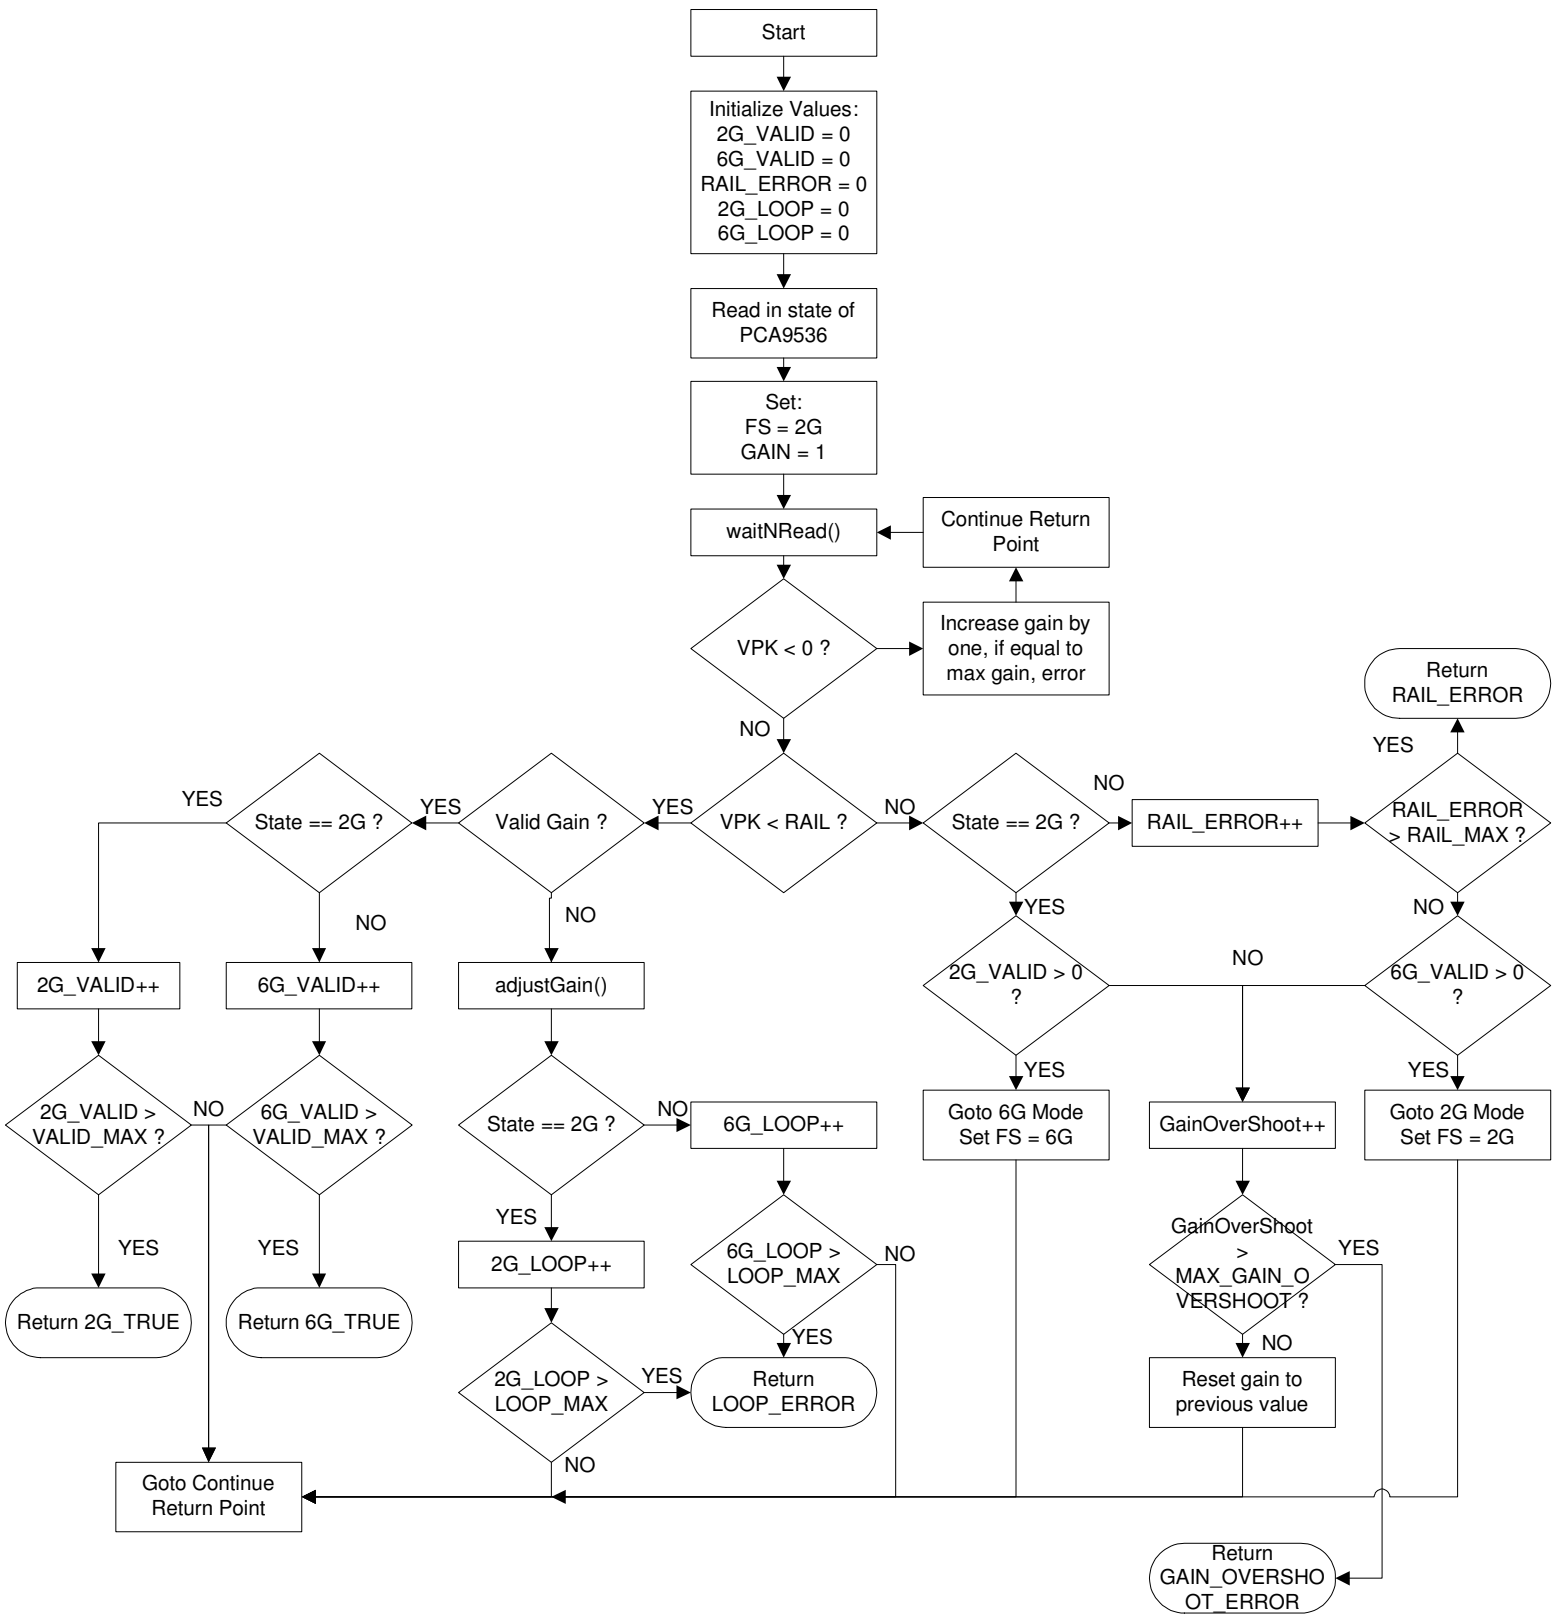 Start
Initialize Values:
2G_VALID = 0
6G_VALID = 0
RAIL_ERROR = 0
2G_LOOP = 0
6G_LOOP = 0
Read in state of
PCA9536
Set:
FS = 2G
GAIN = 1
waitNRead()
Continue Return
Point
VPK < 0 ?
Increase gain by
one, if equal to
max gain, error
Return
RAIL_ERROR
NO
YES
YES
State == 2G ?
YES
Valid Gain ?
YES
VPK < RAIL ?
NO
State == 2G ?
NO
RAIL_ERROR++
RAIL_ERROR
> RAIL_MAX ?
NO
NO
YES
NO
2G_VALID++
6G_VALID++
adjustGain()
2G_VALID > 0
?
NO
6G_VALID > 0
?
YES
YES
2G_VALID >
VALID_MAX ?
NO
6G_VALID >
VALID_MAX ?
State == 2G ?
NO
6G_LOOP++
Goto 6G Mode
Set FS = 6G
GainOverShoot++
Goto 2G Mode
Set FS = 2G
YES
YES
YES
2G_LOOP++
6G_LOOP >
LOOP_MAX
NO
GainOverShoot
>
MAX_GAIN_O
VERSHOOT ?
YES
Return 2G_TRUE
Return 6G_TRUE
YES
NO
2G_LOOP >
LOOP_MAX
YES
Return
LOOP_ERROR
Reset gain to
previous value
NO
Goto Continue
Return Point
Return
GAIN_OVERSHO
OT_ERROR